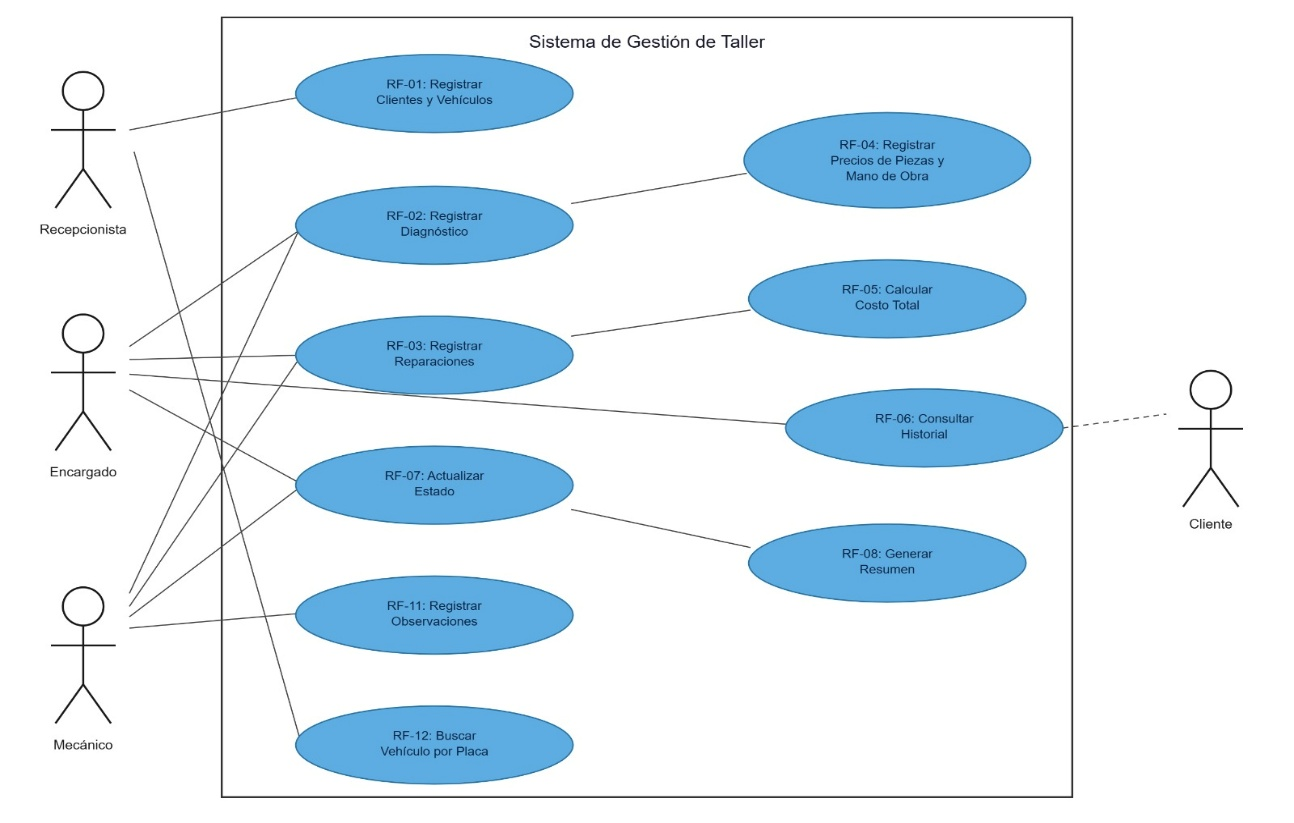 Sistema de Gestión de Taller
RF-01: Registrar
Clientes y Vehículos
RF-04: Registrar
Precios de Piezas y
Mano de Obra
Recepcionista
RF-02: Registrar
Diagnóstico
RF-05: Calcular
Costo Total
RF-03: Registrar
Reparaciones
RF-06: Consultar
Historial
Encargado
RF-07: Actualizar
Estado
Cliente
RF-08: Generar
Resumen
RF-11: Registrar
Observaciones
Mecánico
RF-12: Buscar
Vehículo por Placa